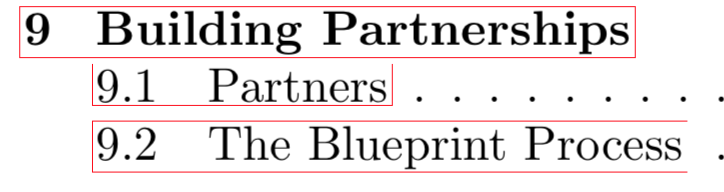 9 Building Partnerships
9.1 Partners . . . . . . . . .
9.2 The Blueprint Process .